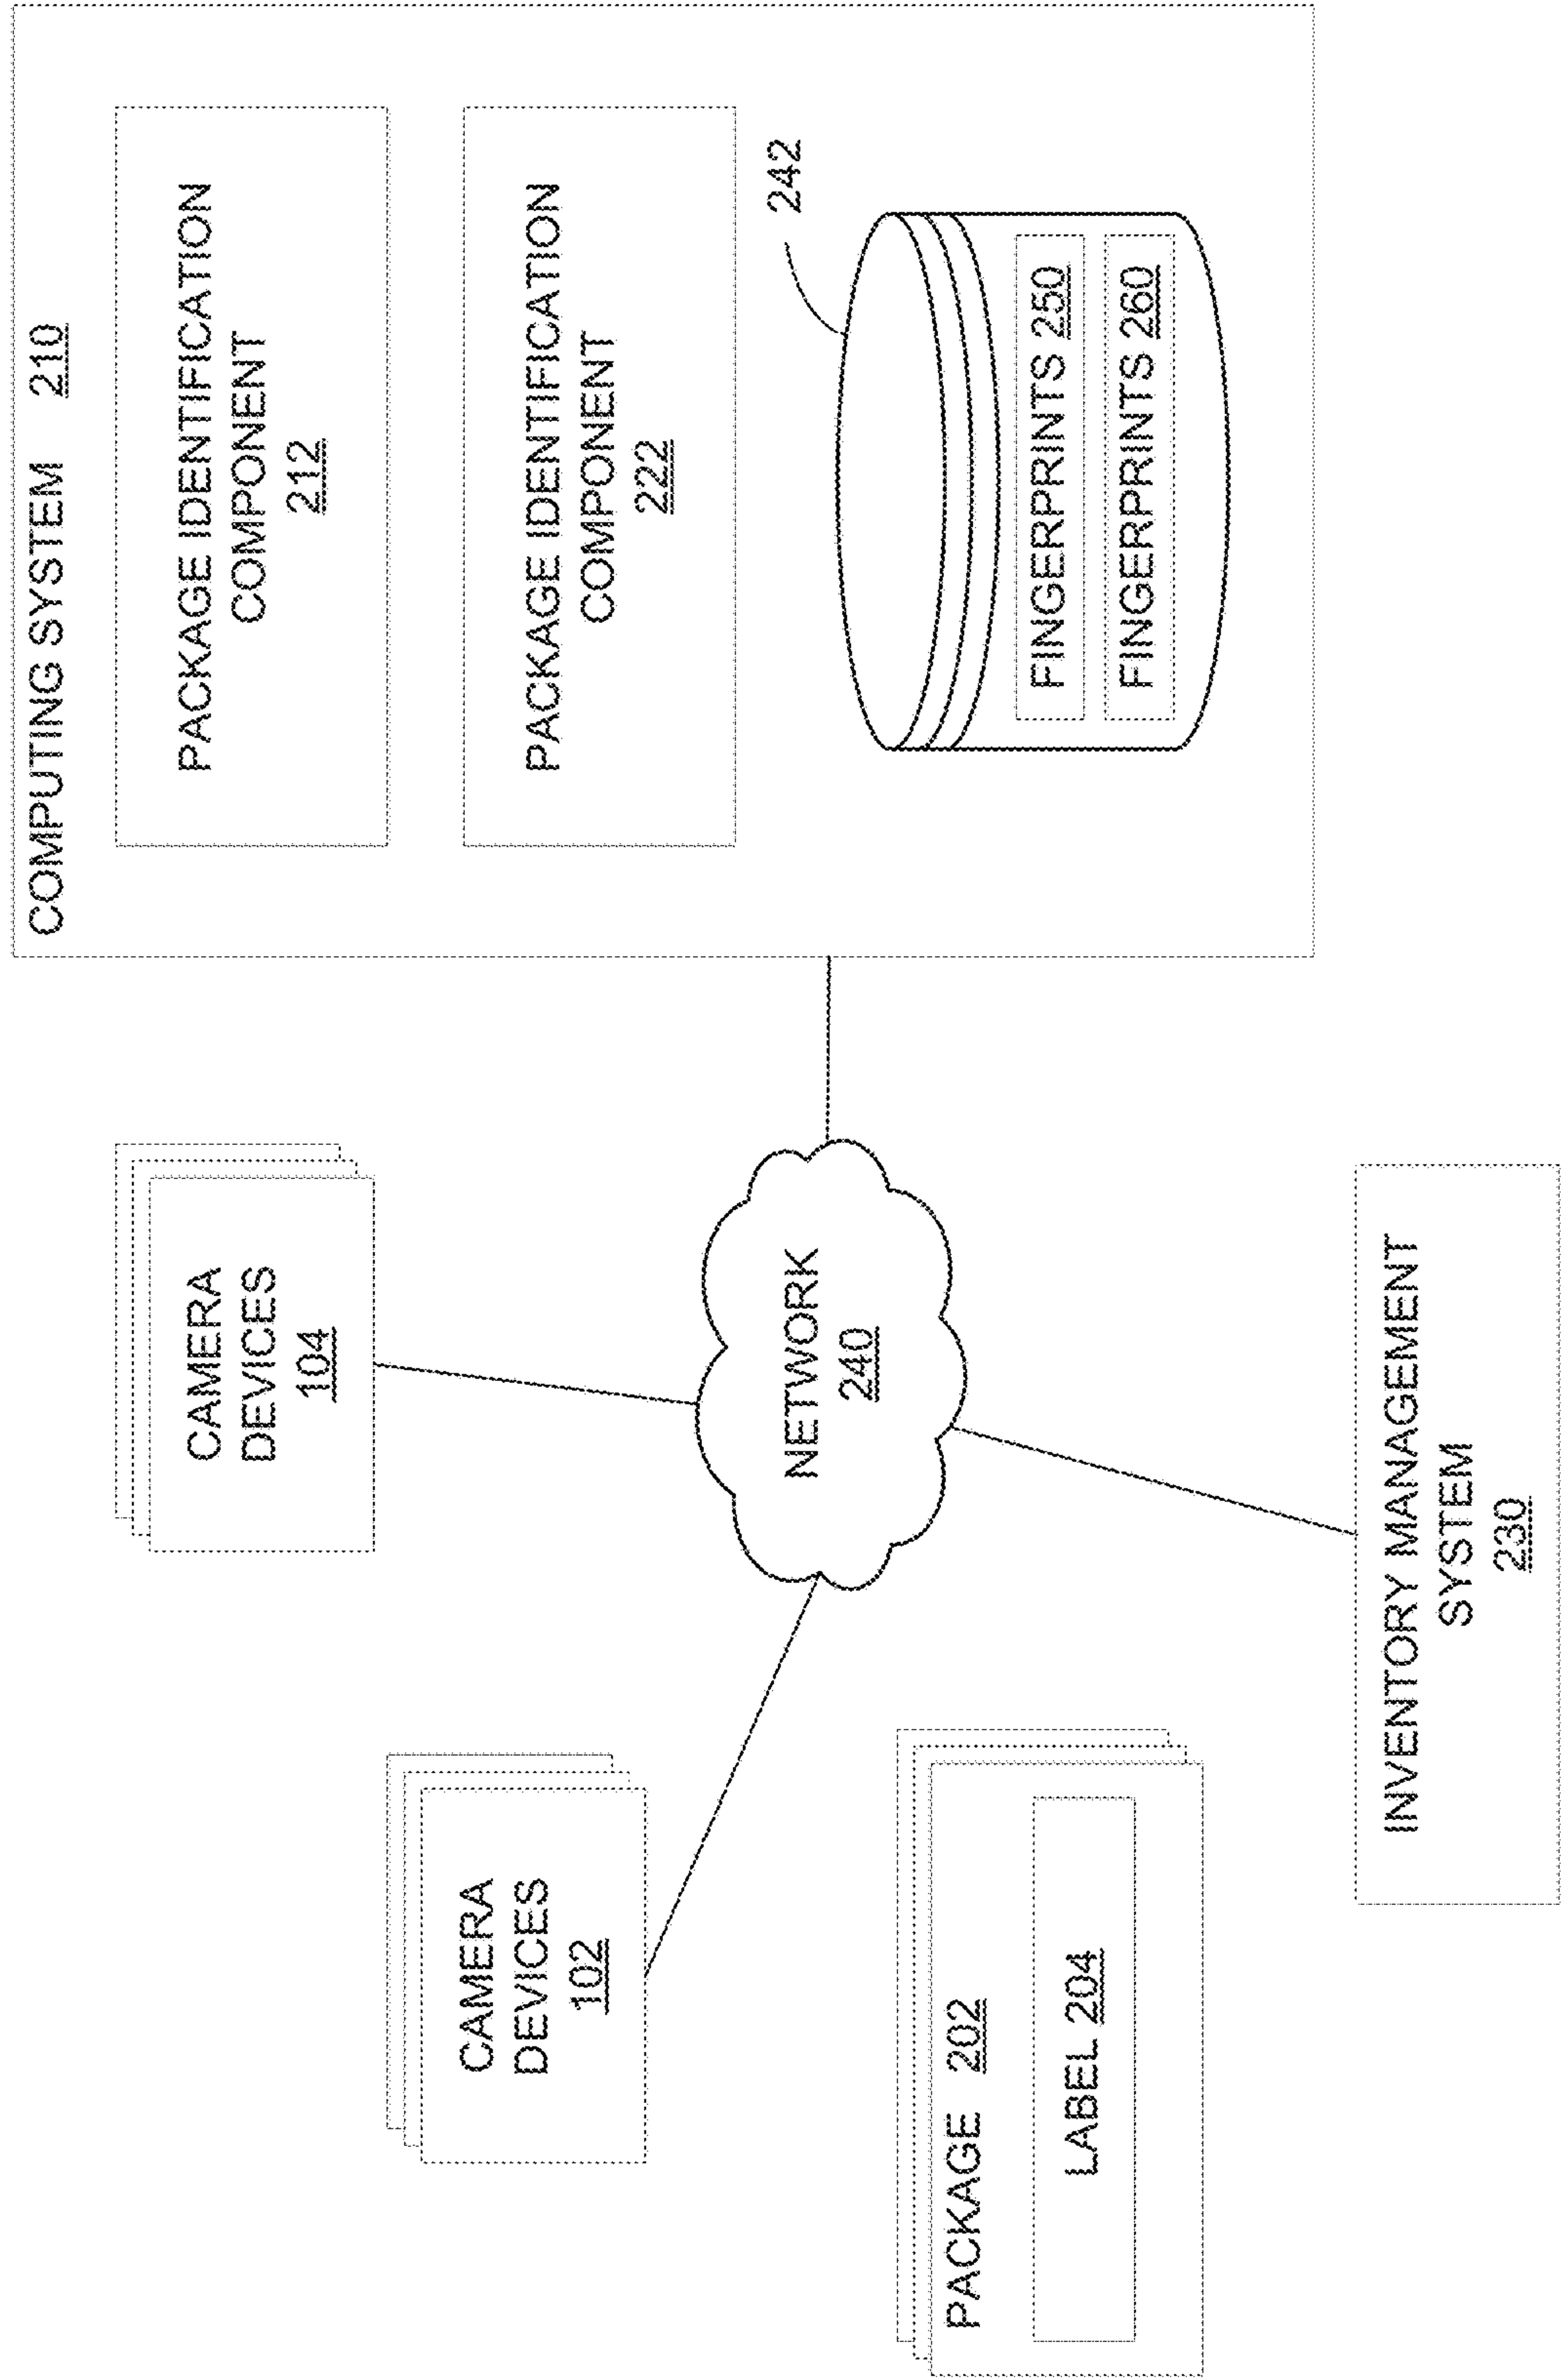 CAMERA
DEVICES
104
CAMERA
DEVICES
102
PACKAGE 202
LABEL 204
NETWORK
240
INVENTORY MANAGEMENT
SYSTEM
230
COMPUTING SYSTEM 210
PACKAGE IDENTIFICATION
COMPONENT
212
PACKAGE IDENTIFICATION
COMPONENT
222
242
FINGERPRINTS 250
FINGERPRINTS 260